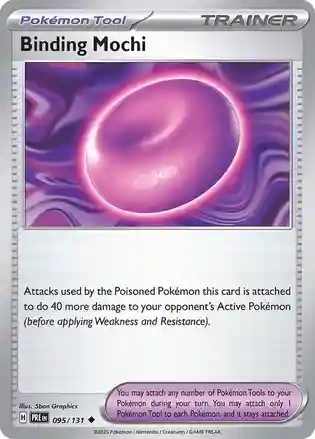 Pokémon Tool
TRAINER
Binding Mochi
Attacks used by the Poisoned Pokémon this card is attached
to do 40 more damage to your opponent's Active Pokémon
(before applying Weakness and Resistance).
Illus. 5ban Graphics
H PRE EN 095/131
You may attach any number of Pokémon Tools to your
Pokémon during your turn. You may attach only 1
Pokémon Tool to each Pokémon, and it stays attached.
©2025 Pokémon / Nintendo / Creatures / GAME FREAK